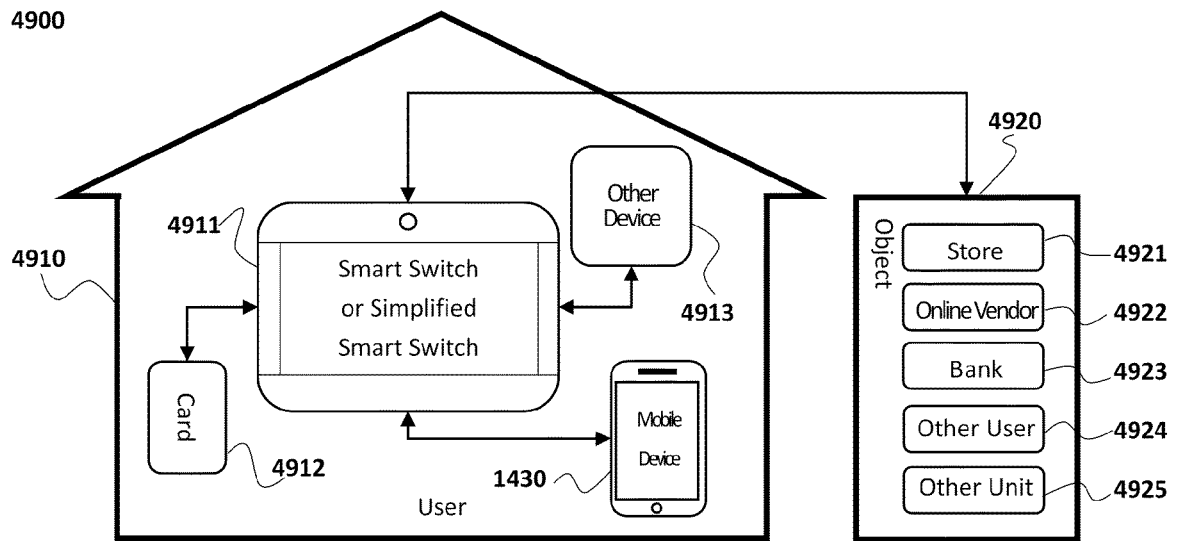 4900
4920
Other
Device
4911
Object
Store
4921
4910
Smart Switch
or Simplified
Smart Switch
4913
Online Vendor
4922
Bank
4923
Card
Mobile
Device
Other User
4924
4912
1430
Other Unit
4925
User